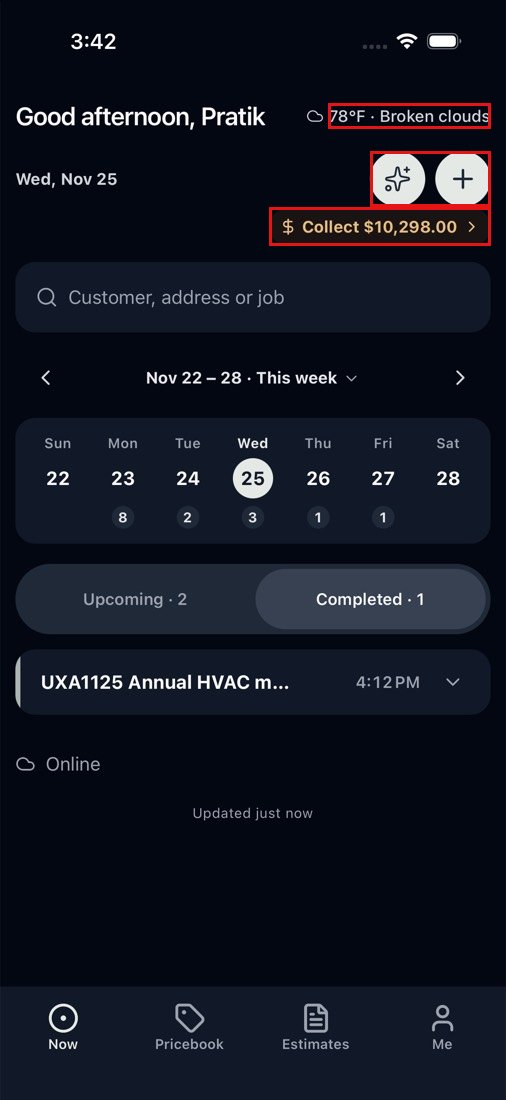 3:42
Good afternoon, Pratik
78°F · Broken clouds
Wed, Nov 25
$ Collect $10,298.00
Customer, address or job
Nov 22 – 28 · This week
Sun Mon Tue Wed Thu Fri Sat
22 23 24 25 26 27 28
8 2 3 1 1
Upcoming · 2 Completed · 1
UXA1125 Annual HVAC m... 4:12 PM
Online
Updated just now
Now Pricebook Estimates Me